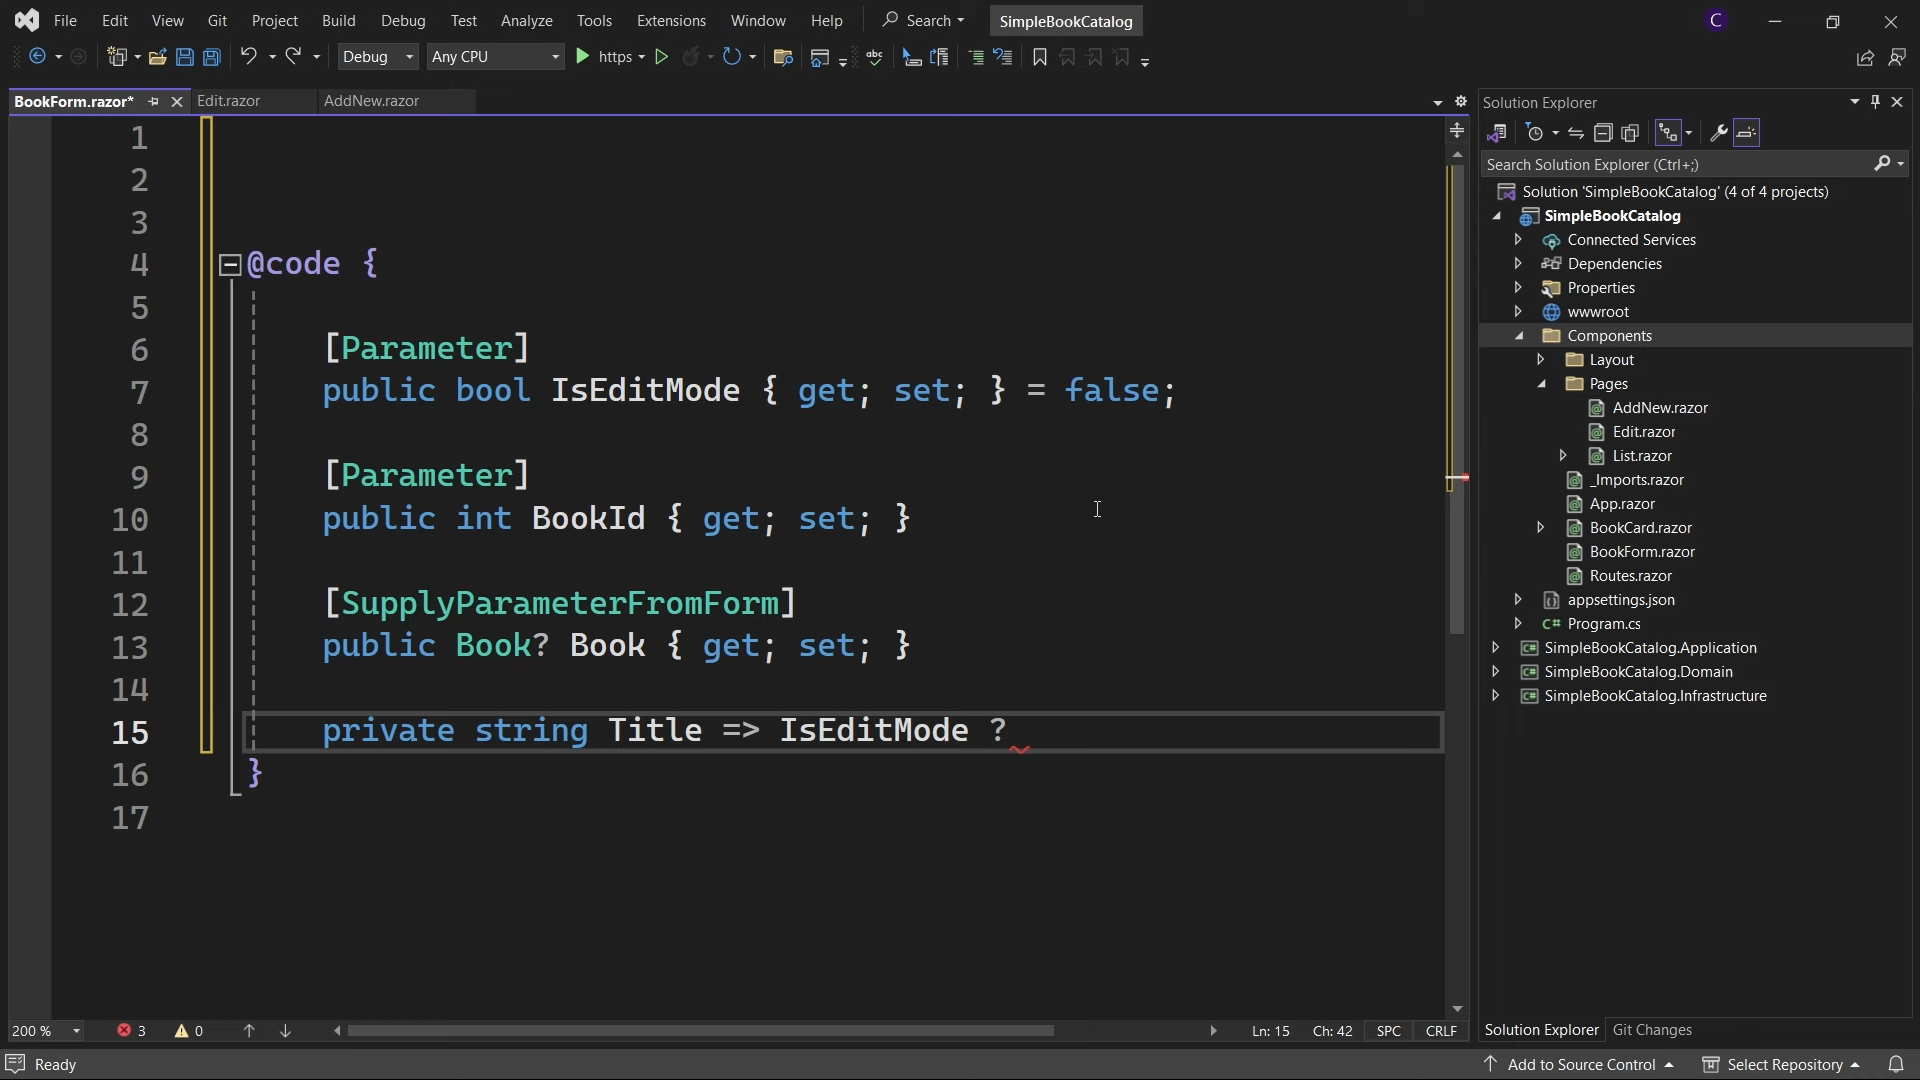 File Edit View Git Project Build Debug Test Analyze Tools Extensions Window Help Search SimpleBookCatalog C
Debug Any CPU https abc
BookForm.razor* Edit.razor AddNew.razor
1
2
3
4 @code {
5
6 [Parameter]
7 public bool IsEditMode { get; set; } = false;
8
9 [Parameter]
10 public int BookId { get; set; }
11
12 [SupplyParameterFromForm]
13 public Book? Book { get; set; }
14
15 private string Title => IsEditMode ?
16 }
17
200 % 3 0 Ln: 15 Ch: 42 SPC CRLF
Solution Explorer
Search Solution Explorer (Ctrl+;)
Solution 'SimpleBookCatalog' (4 of 4 projects)
SimpleBookCatalog
Connected Services
Dependencies
Properties
wwwroot
Components
Layout
Pages
AddNew.razor
Edit.razor
List.razor
_Imports.razor
App.razor
BookCard.razor
BookForm.razor
Routes.razor
appsettings.json
C# Program.cs
C# SimpleBookCatalog.Application
C# SimpleBookCatalog.Domain
C# SimpleBookCatalog.Infrastructure
Solution Explorer Git Changes
Ready Add to Source Control Select Repository